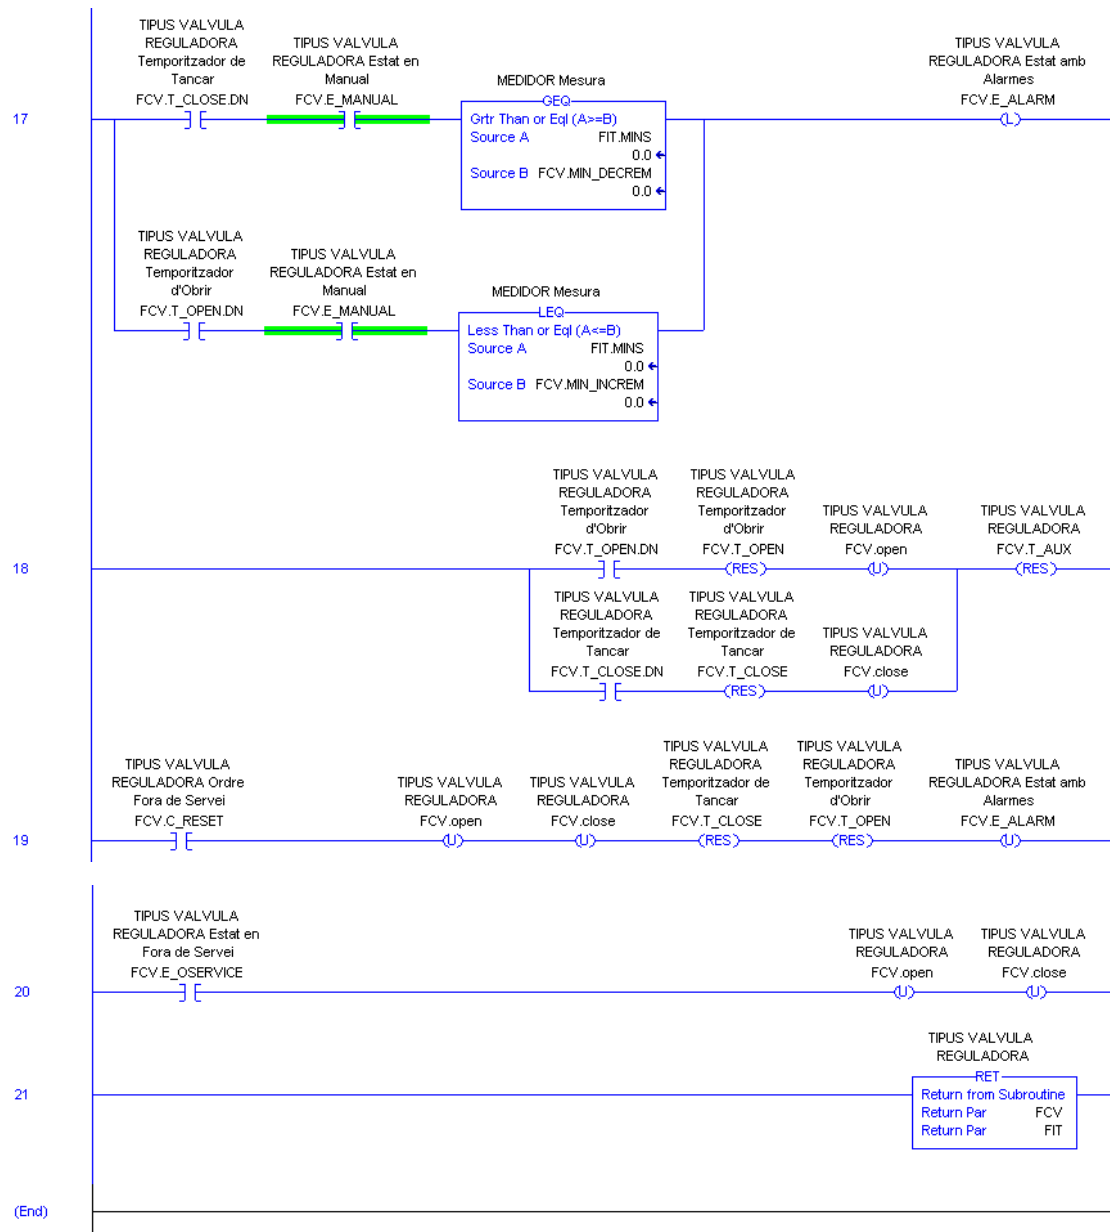 TIPUS VALVULA
REGULADORA
Temporitzador de
Tancar
FCV.T_CLOSE.DN
TIPUS VALVULA
REGULADORA Estat en
Manual
FCV.E_MANUAL
MEDIDOR Mesura
GEQ
Grtr Than or Eql (A>=B)
Source A FIT.MINS
0.0
Source B FCV.MIN_DECREM
0.0
TIPUS VALVULA
REGULADORA Estat amb
Alarmes
FCV.E_ALARM
L
17
TIPUS VALVULA
REGULADORA
Temporitzador
d'Obrir
FCV.T_OPEN.DN
TIPUS VALVULA
REGULADORA Estat en
Manual
FCV.E_MANUAL
MEDIDOR Mesura
LEQ
Less Than or Eql (A<=B)
Source A FIT.MINS
0.0
Source B FCV.MIN_INCREM
0.0
TIPUS VALVULA
REGULADORA
Temporitzador
d'Obrir
FCV.T_OPEN.DN
TIPUS VALVULA
REGULADORA
Temporitzador
d'Obrir
FCV.T_OPEN
RES
TIPUS VALVULA
REGULADORA
FCV.open
U
TIPUS VALVULA
REGULADORA
FCV.T_AUX
RES
18
TIPUS VALVULA
REGULADORA
Temporitzador de
Tancar
FCV.T_CLOSE.DN
TIPUS VALVULA
REGULADORA
Temporitzador de
Tancar
FCV.T_CLOSE
RES
TIPUS VALVULA
REGULADORA
FCV.close
U
TIPUS VALVULA
REGULADORA Ordre
Fora de Servei
FCV.C_RESET
TIPUS VALVULA
REGULADORA
FCV.open
U
TIPUS VALVULA
REGULADORA
FCV.close
U
TIPUS VALVULA
REGULADORA
Temporitzador de
Tancar
FCV.T_CLOSE
RES
TIPUS VALVULA
REGULADORA
Temporitzador
d'Obrir
FCV.T_OPEN
RES
TIPUS VALVULA
REGULADORA Estat amb
Alarmes
FCV.E_ALARM
U
19
TIPUS VALVULA
REGULADORA Estat en
Fora de Servei
FCV.E_OSERVICE
TIPUS VALVULA
REGULADORA
FCV.open
U
TIPUS VALVULA
REGULADORA
FCV.close
U
20
TIPUS VALVULA
REGULADORA
RET
Return from Subroutine
Return Par FCV
Return Par FIT
21
(End)